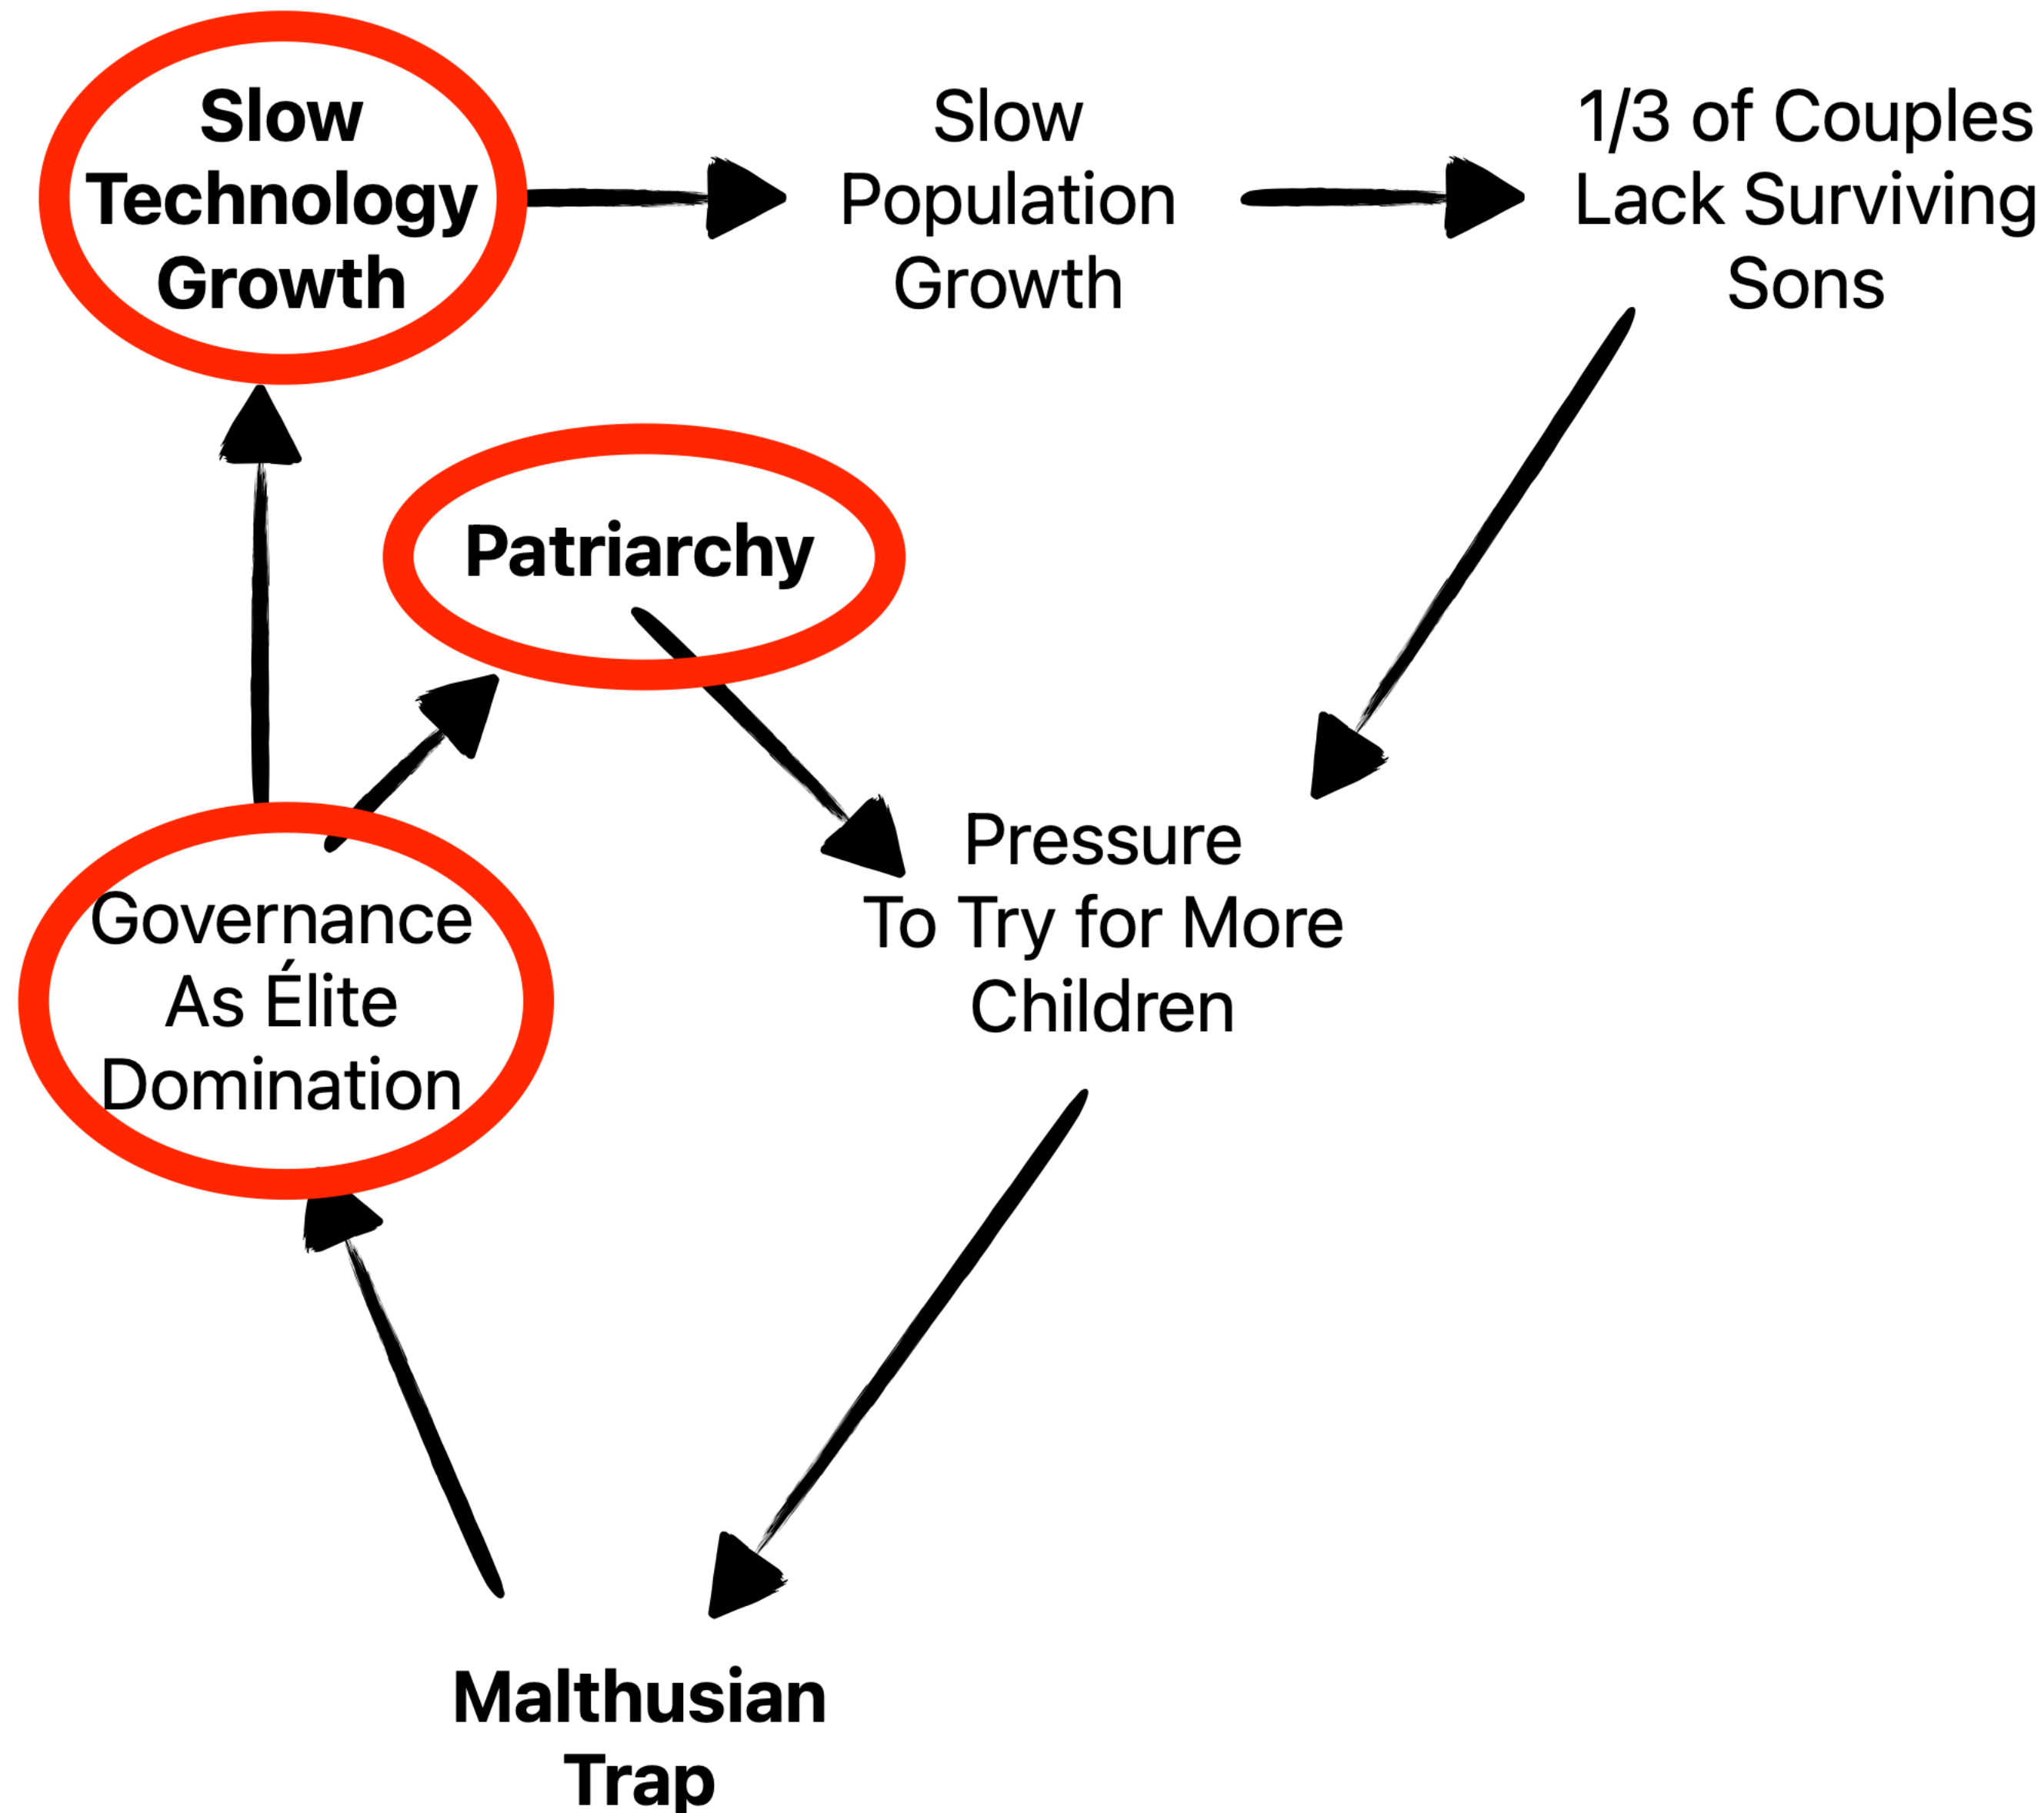 Slow
Technology
Growth
Slow
Population
Growth
1/3 of Couples
Lack Surviving
Sons
Patriarchy
Pressure
To Try for More
Children
Governance
As Élite
Domination
Malthusian
Trap